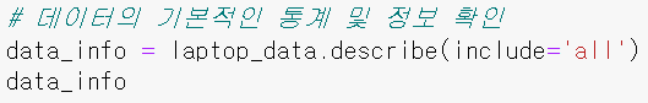 # 데이터의 기본적인 통계 및 정보 확인
data_info = laptop_data.describe(include='all')
data_info